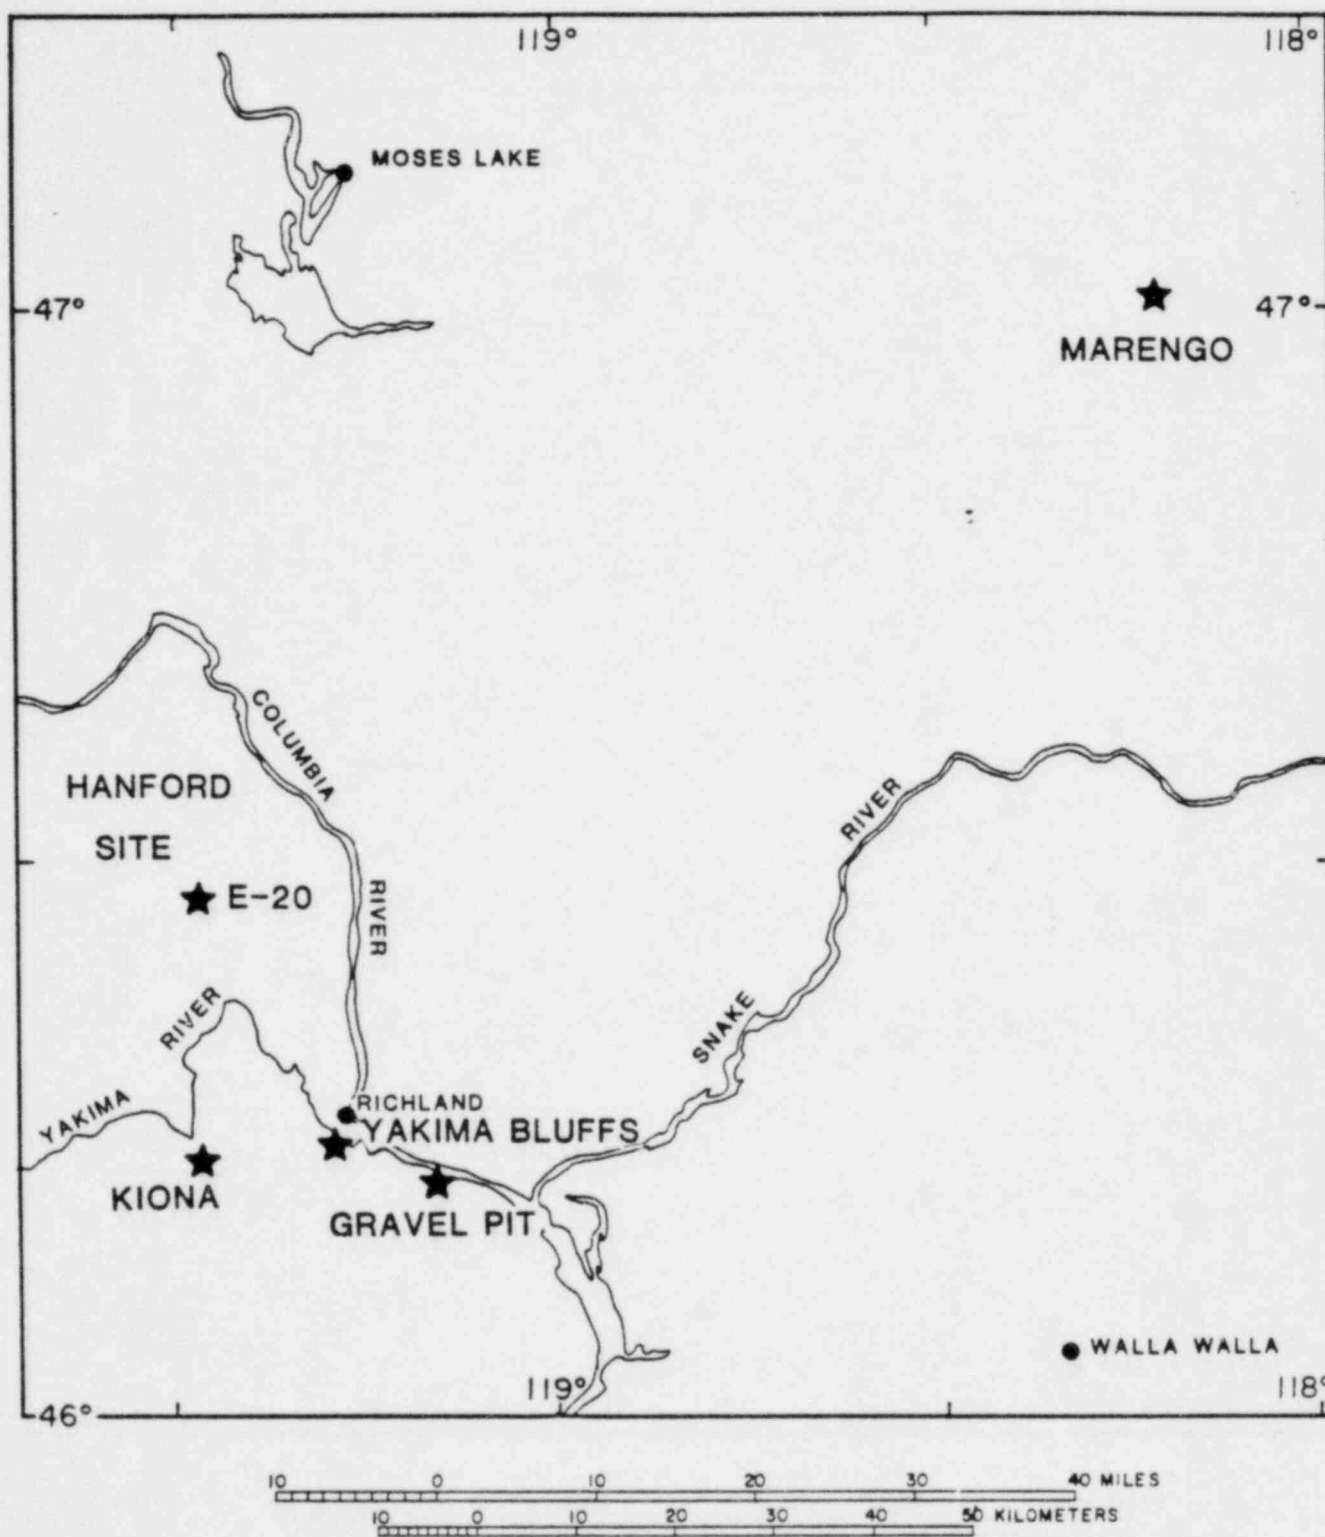 119°
118°
MOSES LAKE
47°
47°
MARENGO
COLUMBIA
RIVER
HANFORD
SITE
E-20
RIVER
SNAKE
RIVER
YAKIMA
RICHLAND
YAKIMA BLUFFS
KIONA
GRAVEL PIT
WALLA WALLA
119°
118°
46°
10 0 10 20 30 40 MILES
10 0 10 20 30 40 50 KILOMETERS